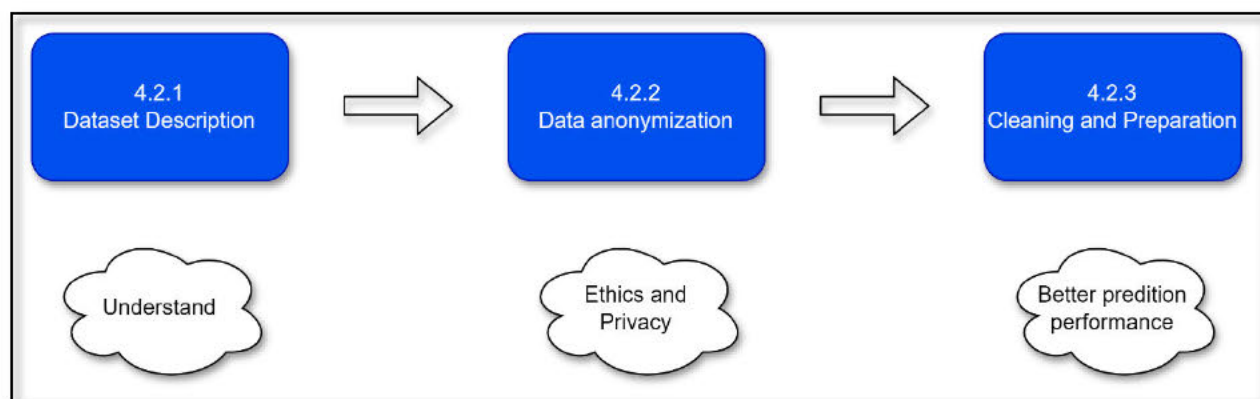 4.2.1
Dataset Description
4.2.2
Data anonymization
4.2.3
Cleaning and Preparation
Understand
Ethics and
Privacy
Better predition
performance